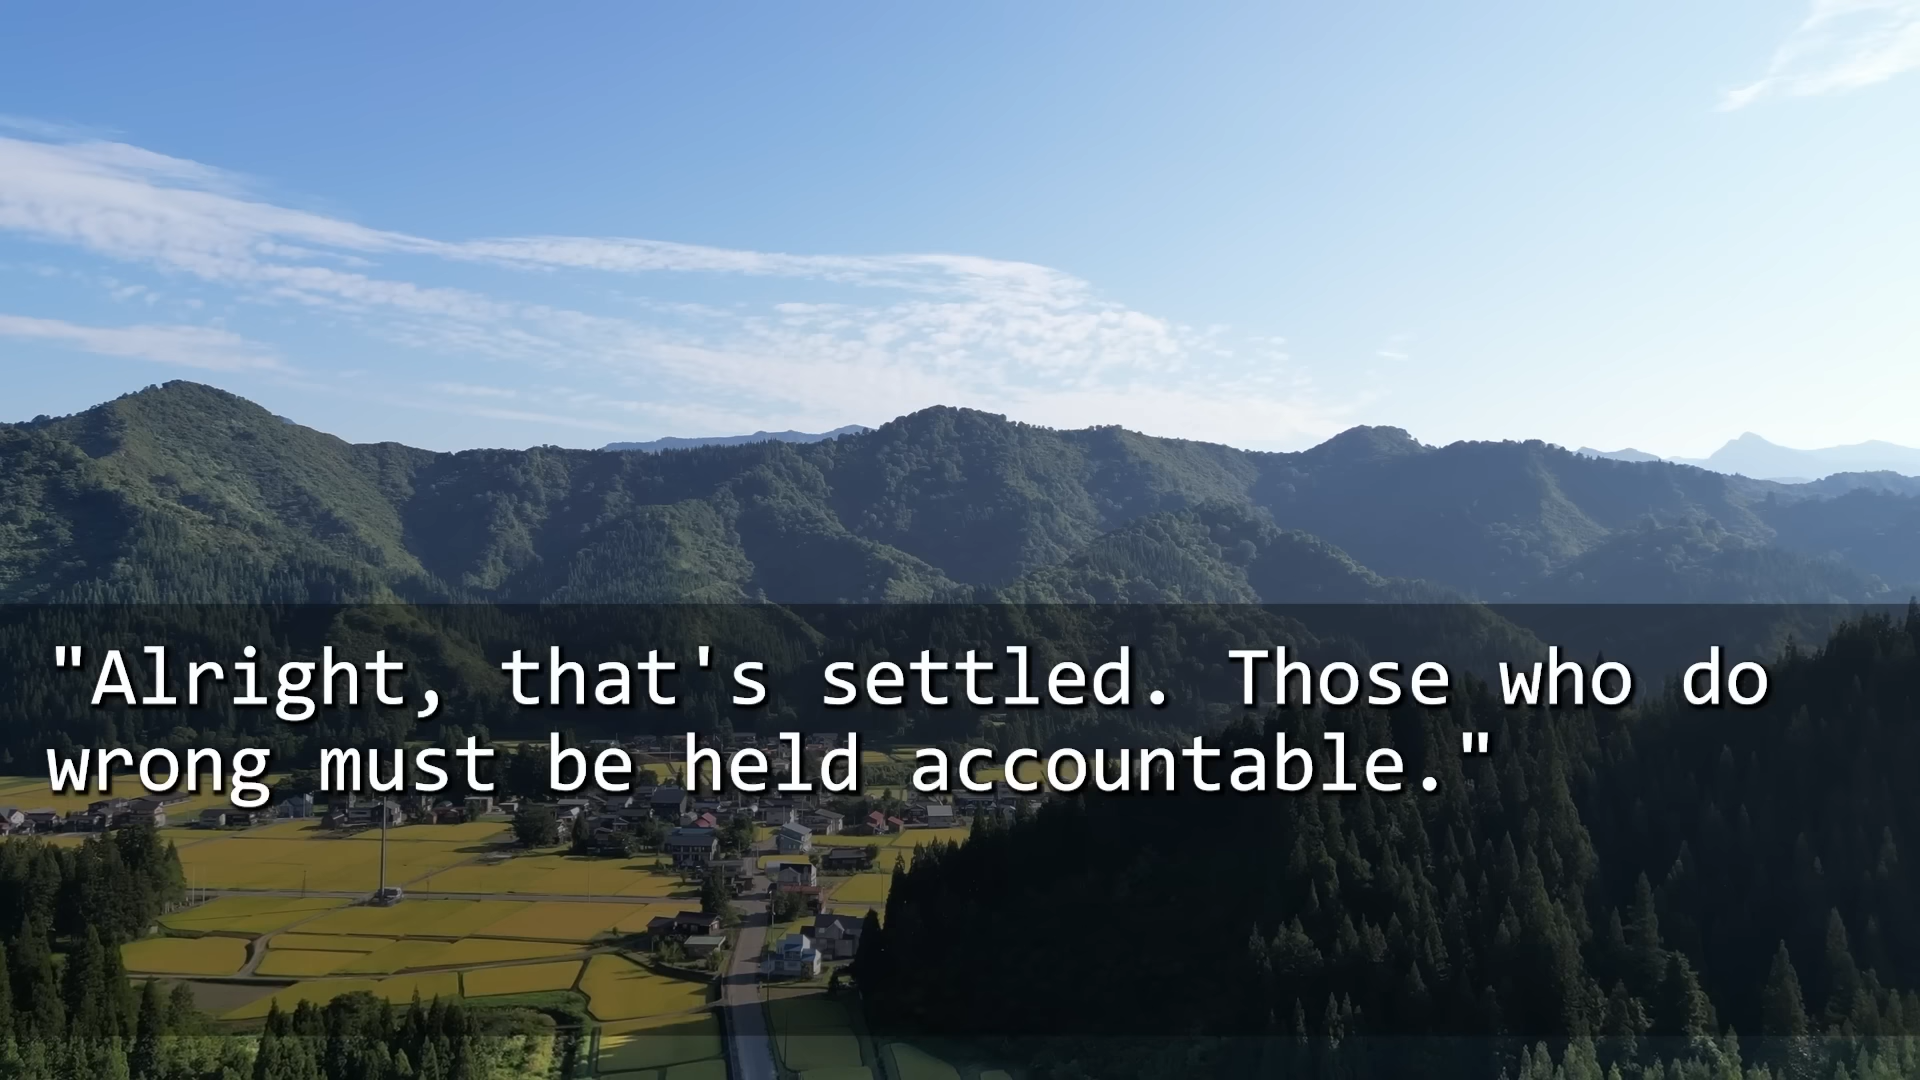 "Alright, that's settled. Those who do
wrong must be held accountable."